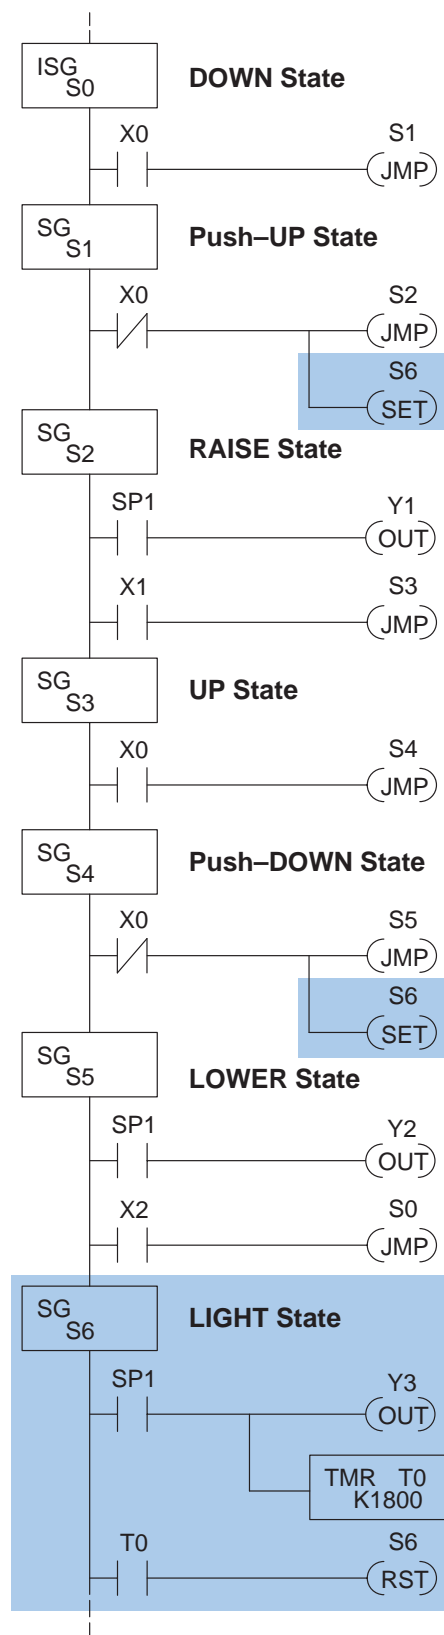 ISG
S0
DOWN State
X0
S1
JMP
SG
S1
Push–UP State
X0
S2
JMP
S6
SET
SG
S2
RAISE State
SP1
Y1
OUT
X1
S3
JMP
SG
S3
UP State
X0
S4
JMP
SG
S4
Push–DOWN State
X0
S5
JMP
S6
SET
SG
S5
LOWER State
SP1
Y2
OUT
X2
S0
JMP
SG
S6
LIGHT State
SP1
Y3
OUT
TMR T0
K1800
T0
S6
RST